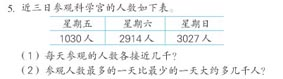 5. 近三日参观科学宫的人数如下表。
星期五 星期六 星期日
1030人 2914人 3027人
(1) 每天参观的人数各接近几千?
(2) 参观人数最多的一天比最少的一天大约多几千人?